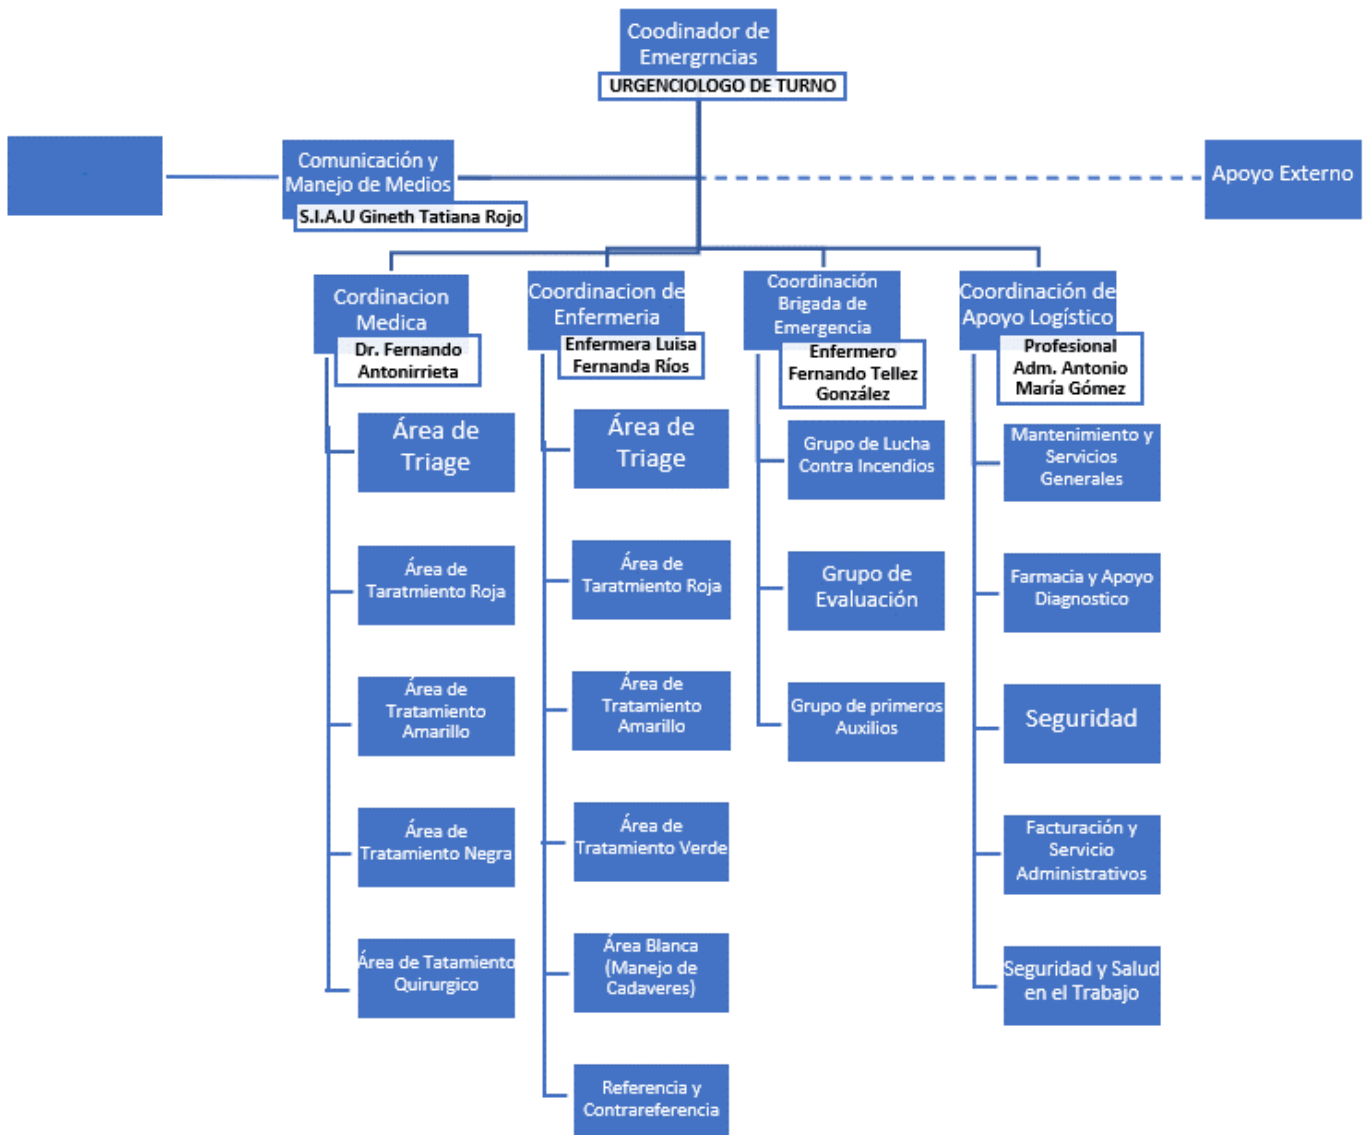 Coodinador de
Emergrncias
URGENCIOLOGO DE TURNO
-
Comunicación y
Manejo de Medios
S.I.A.U Gineth Tatiana Rojo
Apoyo Externo
Cordinacion
Medica
Dr. Fernando
Antonirrieta
Área de
Triage
Área de
Taratmiento Roja
Área de
Tratamiento
Amarillo
Área de
Tratamiento Negra
Área de Tatamiento
Quirurgico
Coordinacion de
Enfermeria
Enfermera Luisa
Fernanda Ríos
Área de
Triage
Área de
Taratmiento Roja
Área de
Tratamiento
Amarillo
Área de
Tratamiento Verde
Área Blanca
(Manejo de
Cadaveres)
Referencia y
Contrareferencia
Coordinación
Brigada de
Emergencia
Enfermero
Fernando Tellez
González
Grupo de Lucha
Contra Incendios
Grupo de
Evaluación
Grupo de primeros
Auxilios
Coordinación de
Apoyo Logístico
Profesional
Adm. Antonio
María Gómez
Mantenimiento y
Servicios
Generales
Farmacia y Apoyo
Diagnostico
Seguridad
Facturación y
Servicio
Administrativos
Seguridad y Salud
en el Trabajo